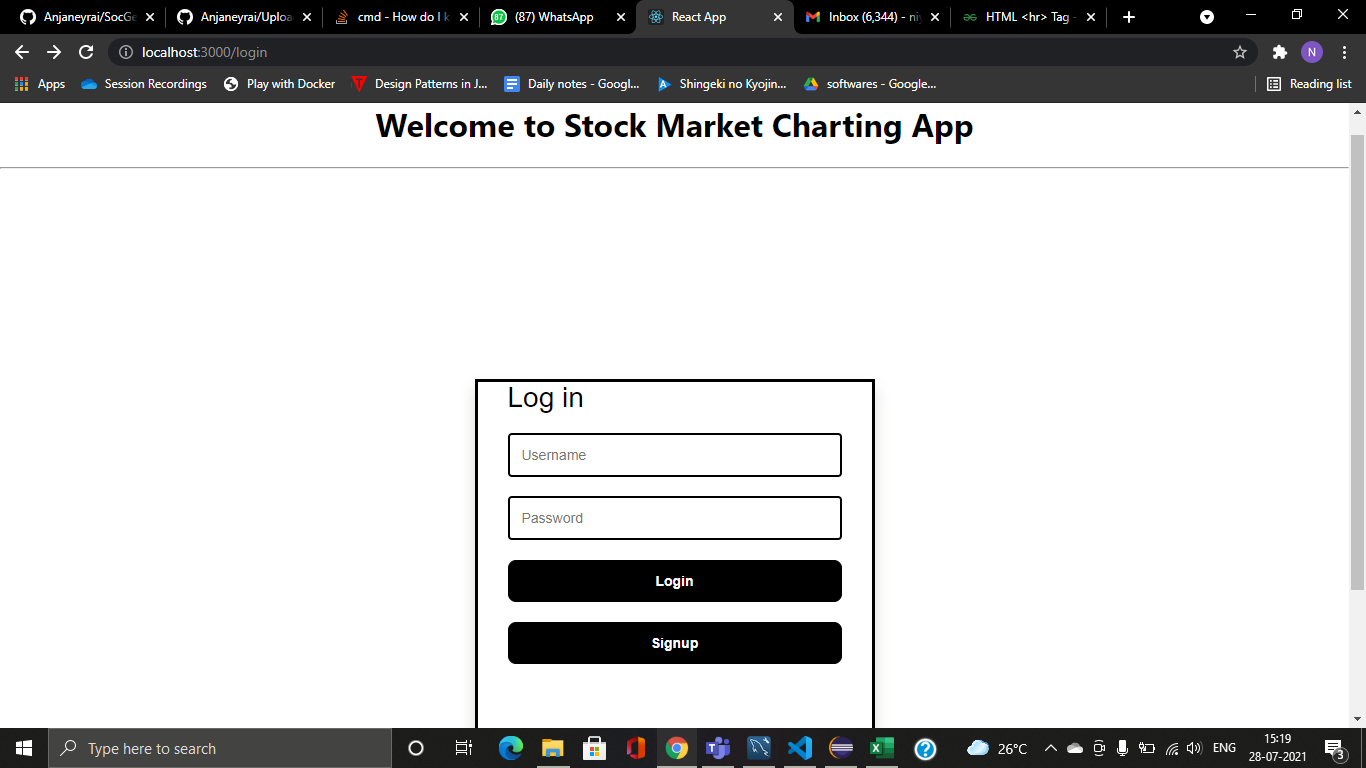 Anjaneyrai/SocGe
Anjaneyrai/Uploa
cmd - How do I k
(87) WhatsApp
React App
Inbox (6,344) - niy
HTML <hr> Tag -
localhost:3000/login
N
Apps
Session Recordings
Play with Docker
Design Patterns in J...
Daily notes - Googl...
Shingeki no Kyojin...
softwares - Google...
Reading list
Welcome to Stock Market Charting App
Log in
Username
Password
Login
Signup
Type here to search
26°C
ENG
15:19
28-07-2021
3